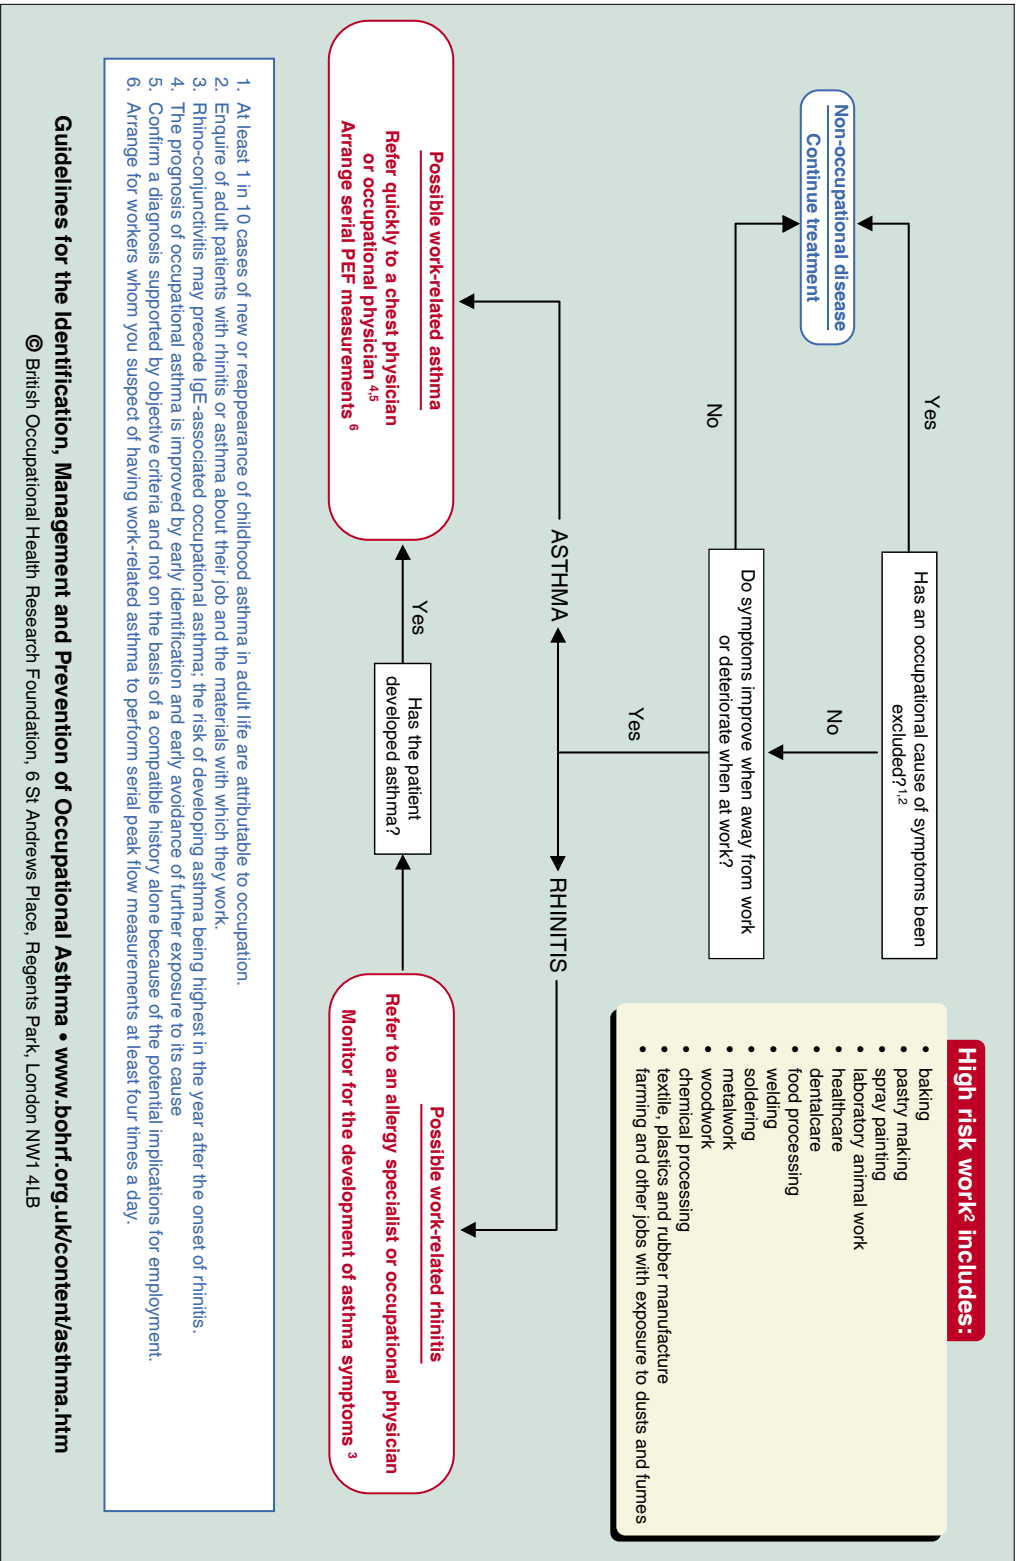 High risk work² includes:
• baking
• pastry making
• spray painting
• laboratory animal work
• healthcare
• dentalcare
• food processing
• welding
• soldering
• metalwork
• woodwork
• chemical processing
• textile, plastics and rubber manufacture
• farming and other jobs with exposure to dusts and fumes
Has an occupational cause of symptoms been
excluded?¹,²
Yes
No
Non-occupational disease
Continue treatment
Do symptoms improve when away from work
or deteriorate when at work?
No
Yes
ASTHMA
RHINITIS
Possible work-related asthma
Refer quickly to a chest physician
or occupational physician ⁴,⁵
Arrange serial PEF measurements ⁶
Yes
Has the patient
developed asthma?
Possible work-related rhinitis
Refer to an allergy specialist or occupational physician
Monitor for the development of asthma symptoms ³
1. At least 1 in 10 cases of new or reappearance of childhood asthma in adult life are attributable to occupation.
2. Enquire of adult patients with rhinitis or asthma about their job and the materials with which they work.
3. Rhino-conjunctivitis may precede IgE-associated occupational asthma; the risk of developing asthma being highest in the year after the onset of rhinitis.
4. The prognosis of occupational asthma is improved by early identification and early avoidance of further exposure to its cause
5. Confirm a diagnosis supported by objective criteria and not on the basis of a compatible history alone because of the potential implications for employment.
6. Arrange for workers whom you suspect of having work-related asthma to perform serial peak flow measurements at least four times a day.
Guidelines for the Identification, Management and Prevention of Occupational Asthma • www.bohrf.org.uk/content/asthma.htm
© British Occupational Health Research Foundation, 6 St Andrews Place, Regents Park, London NW1 4LB